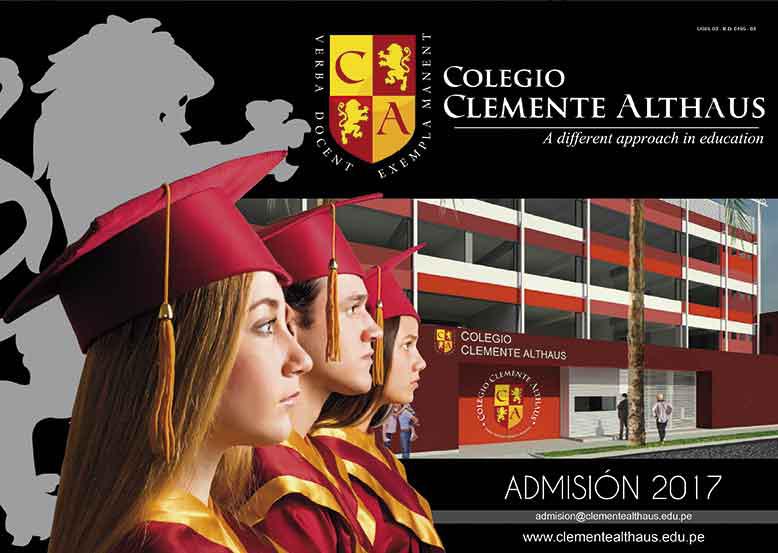 VERBA DOCENT EXEMPLA MANENT
C
A
COLEGIO
CLEMENTE ALTHAUS
A different approach in education
COLEGIO
CLEMENTE ALTHAUS
COLEGIO CLEMENTE ALTHAUS
C
A
ADMISIÓN 2017
admision@clementealthaus.edu.pe
www.clementealthaus.edu.pe